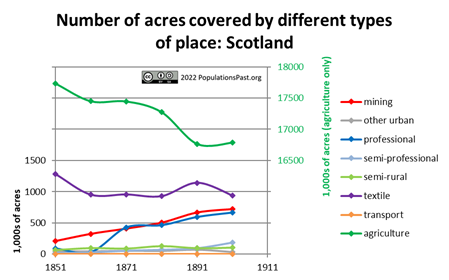 Number of acres covered by different types
of place: Scotland
2022 PopulationsPast.org
18000
17500
17000
16500
1500
1000
500
0
1,000s of acres
1,000s of acres (agriculture only)
1851
1871
1891
1911
mining
other urban
professional
semi-professional
semi-rural
textile
transport
agriculture